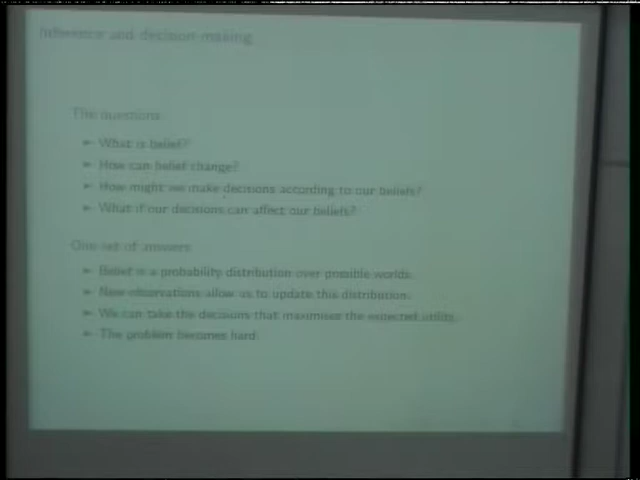 Inference and decision making
The questions
What is belief?
How can belief change?
How might we make decisions according to our beliefs?
What if our decisions can affect our beliefs?
One set of answers
Belief is a probability distribution over possible worlds.
New observations allow us to update this distribution.
We can take the decisions that maximises the expected utility.
The problem becomes hard.